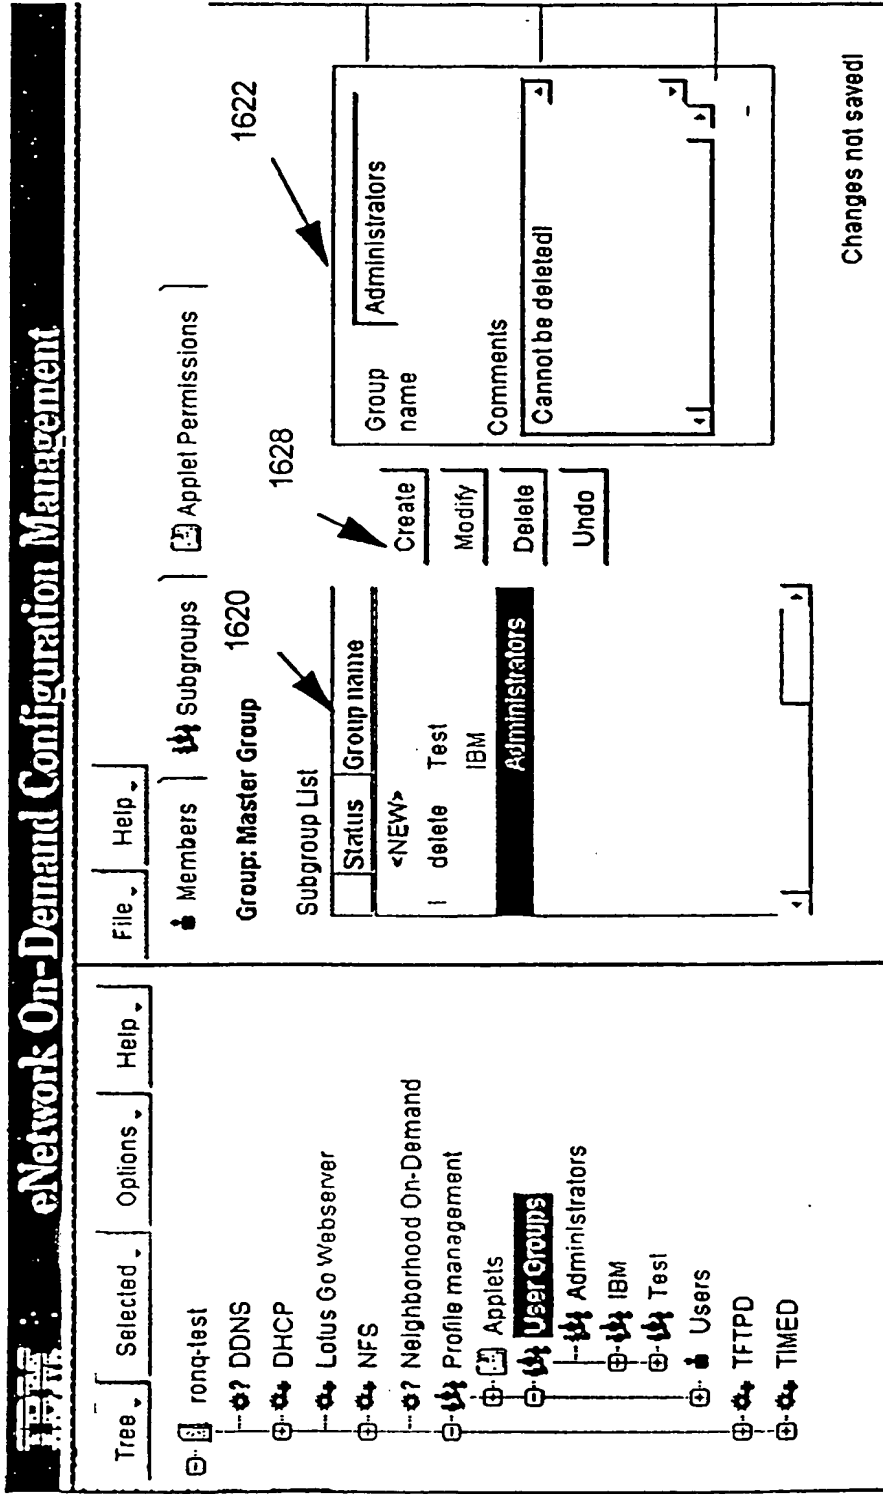 IBM
eNetwork On-Demand Configuration Management
Tree Selected Options Help
ronq-test
? DDNS
DHCP
Lotus Go Webserver
NFS
? Neighborhood On-Demand
Profile management
Applets
User Groups
Administrators
IBM
Test
Users
TFTPD
TIMED
File Help
Members Subgroups Applet Permissions
Group: Master Group
1620
1628
1622
Subgroup List
Status Group name
<NEW>
| delete Test
IBM
Administrators
Create
Modify
Delete
Undo
Group
name
Administrators
Comments
Cannot be deleted!
Changes not saved!